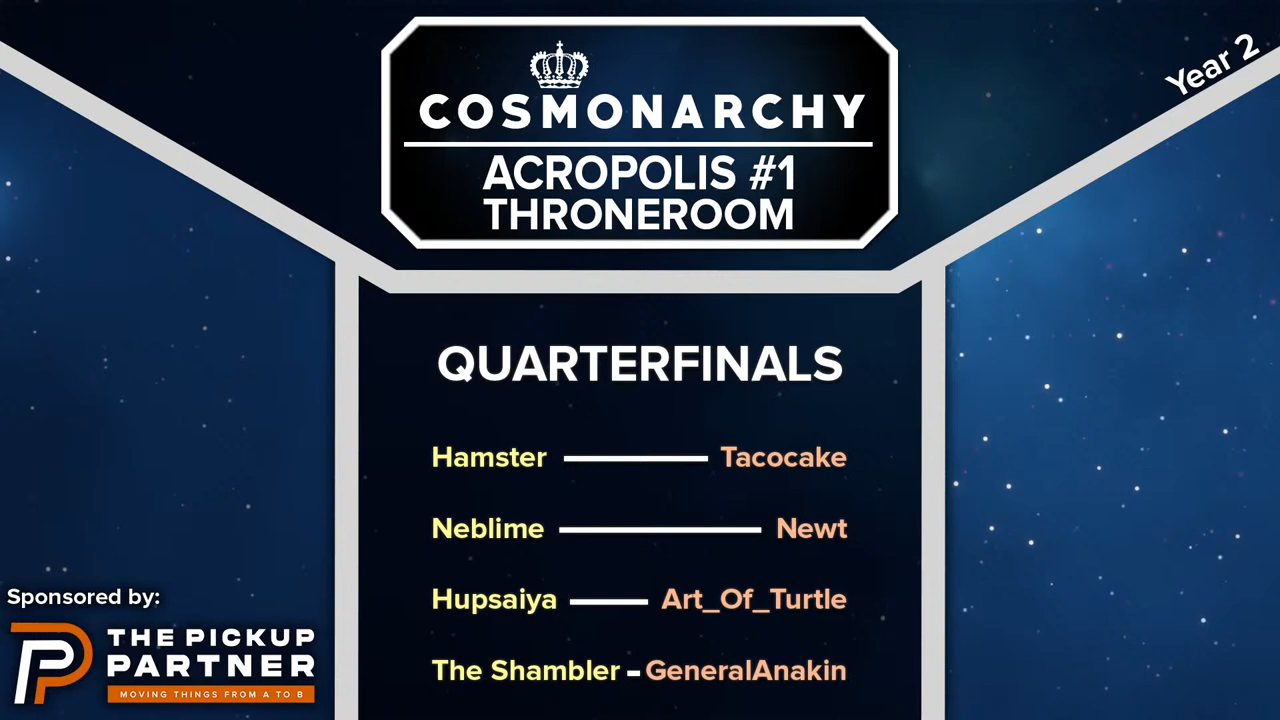 COSMONARCHY
ACROPOLIS #1
THRONEROOM
Year 2
QUARTERFINALS
Hamster Tacocake
Neblime Newt
Hupsaiya Art_Of_Turtle
The Shambler GeneralAnakin
Sponsored by:
THE PICKUP
PARTNER
MOVING THINGS FROM A TO B